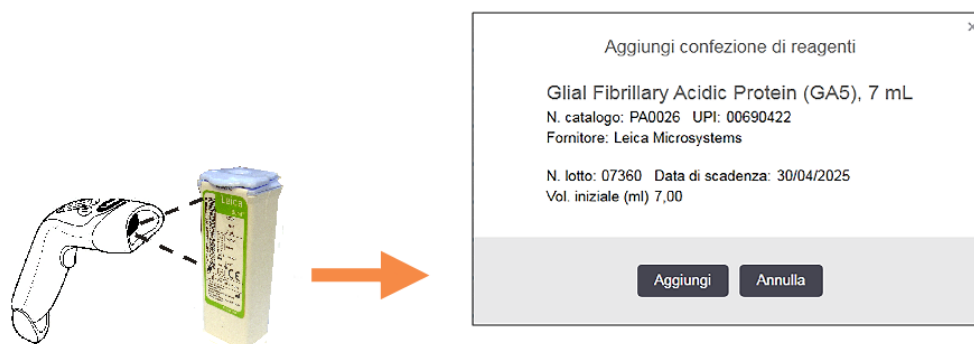 Leica
Aggiungi confezione di reagenti
Glial Fibrillary Acidic Protein (GA5), 7 mL
N. catalogo: PA0026 UPI: 00690422
Fornitore: Leica Microsystems
N. lotto: 07360 Data di scadenza: 30/04/2025
Vol. iniziale (ml) 7,00
Aggiungi Annulla